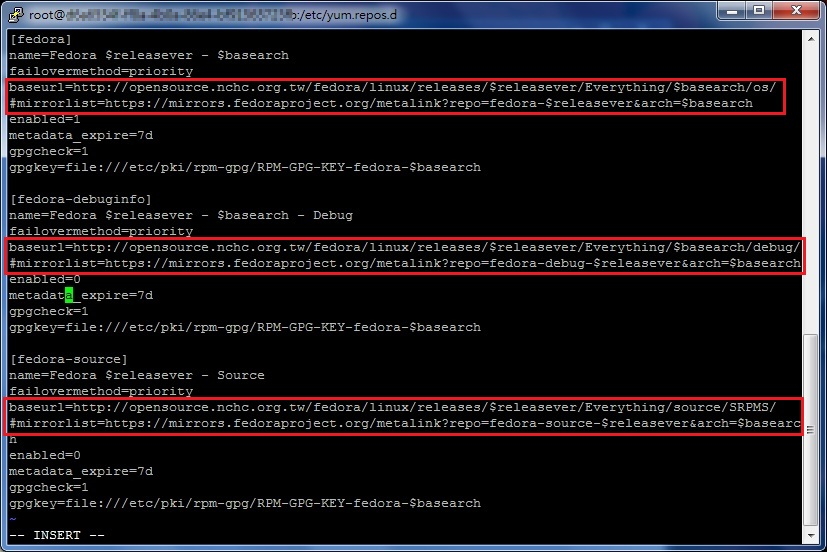 root@ b:/etc/yum.repos.d
[fedora]
name=Fedora $releasever - $basearch
failovermethod=priority
baseurl=http://opensource.nchc.org.tw/fedora/linux/releases/$releasever/Everything/$basearch/os/
#mirrorlist=https://mirrors.fedoraproject.org/metalink?repo=fedora-$releasever&arch=$basearch
enabled=1
metadata_expire=7d
gpgcheck=1
gpgkey=file:///etc/pki/rpm-gpg/RPM-GPG-KEY-fedora-$basearch
[fedora-debuginfo]
name=Fedora $releasever - $basearch - Debug
failovermethod=priority
baseurl=http://opensource.nchc.org.tw/fedora/linux/releases/$releasever/Everything/$basearch/debug/
#mirrorlist=https://mirrors.fedoraproject.org/metalink?repo=fedora-debug-$releasever&arch=$basearch
enabled=0
metadata_expire=7d
gpgcheck=1
gpgkey=file:///etc/pki/rpm-gpg/RPM-GPG-KEY-fedora-$basearch
[fedora-source]
name=Fedora $releasever - Source
failovermethod=priority
baseurl=http://opensource.nchc.org.tw/fedora/linux/releases/$releasever/Everything/source/SRPMS/
#mirrorlist=https://mirrors.fedoraproject.org/metalink?repo=fedora-source-$releasever&arch=$basearc
h
enabled=0
metadata_expire=7d
gpgcheck=1
gpgkey=file:///etc/pki/rpm-gpg/RPM-GPG-KEY-fedora-$basearch
~
-- INSERT --